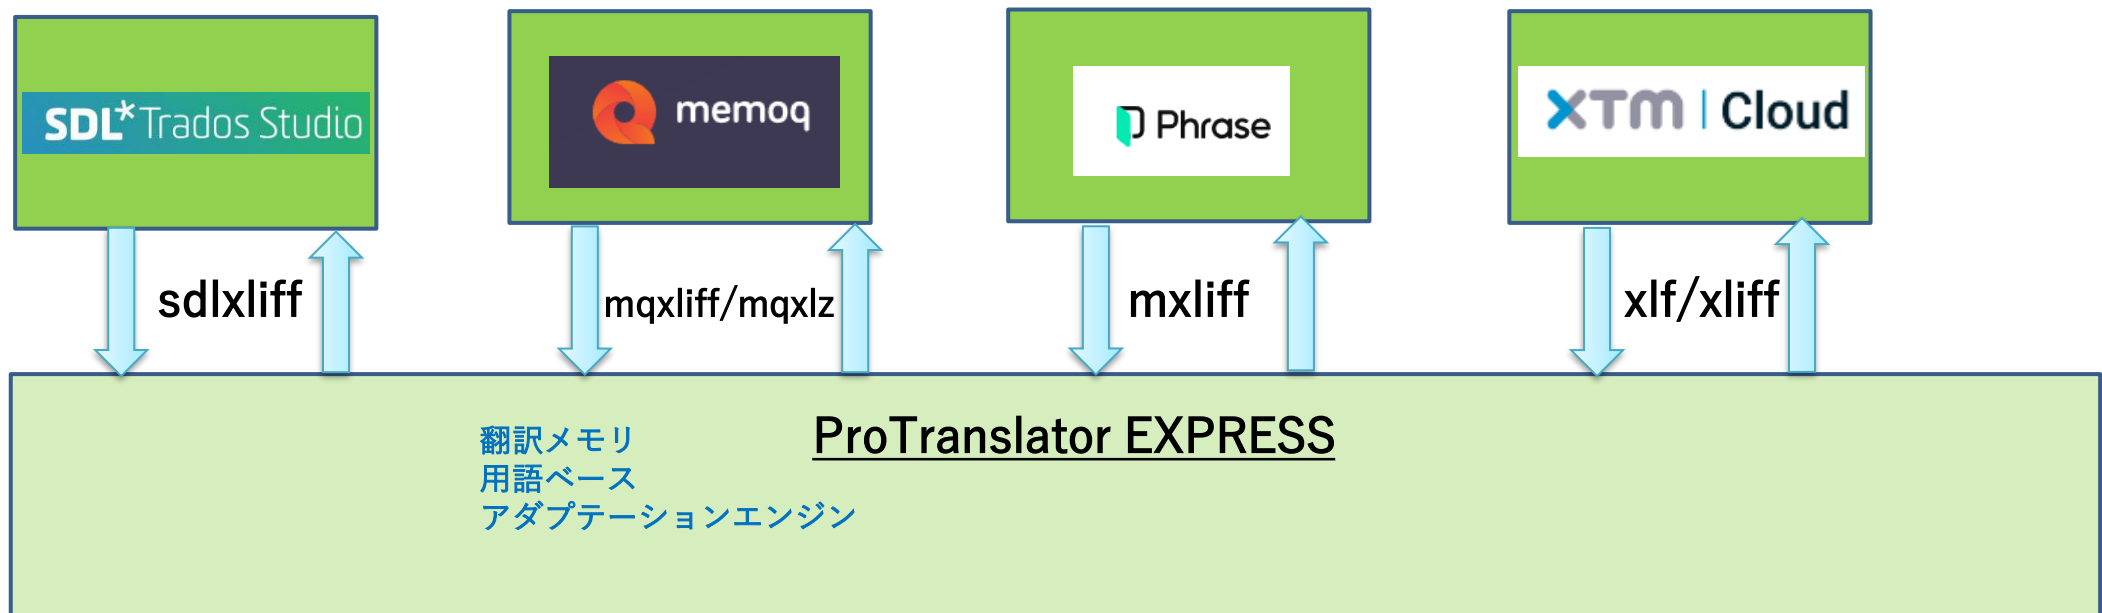 SDL* Trados Studio
memoq
Phrase
XTM | Cloud
sdlxliff
mqxliff/mqxlz
mxliff
xlf/xliff
ProTranslator EXPRESS
翻訳メモリ
用語ベース
アダプテーションエンジン